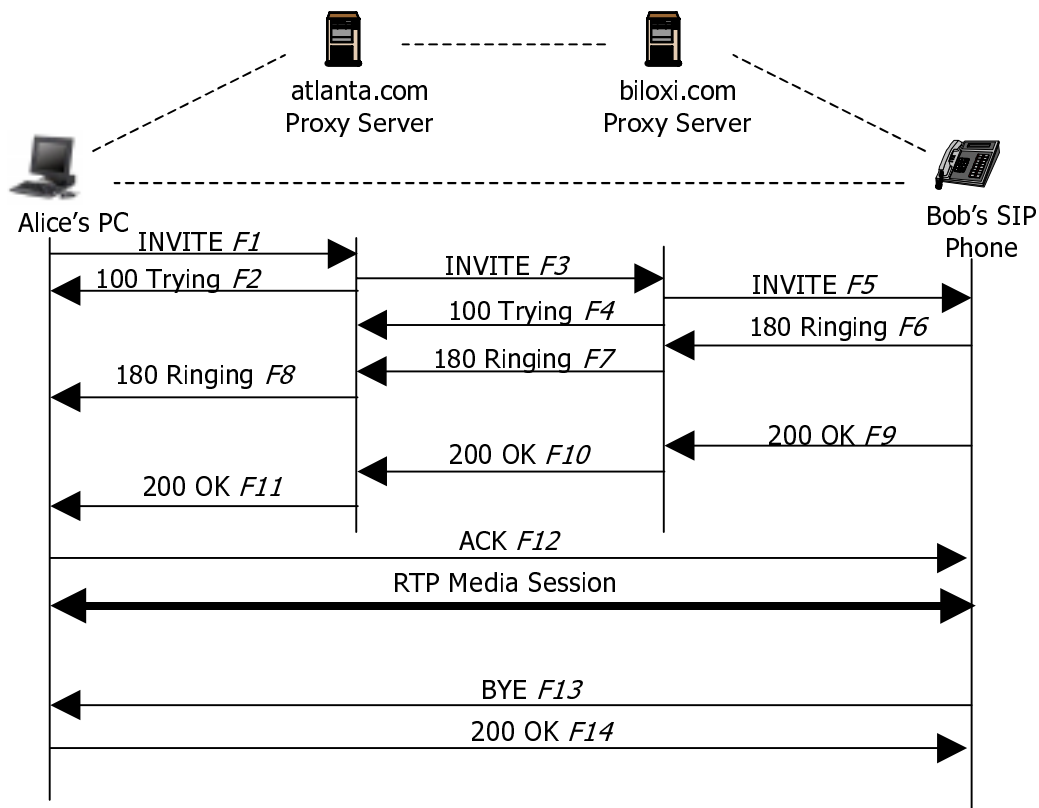 atlanta.com
Proxy Server
biloxi.com
Proxy Server
Alice's PC
Bob's SIP
Phone
INVITE F1
INVITE F3
100 Trying F2
INVITE F5
100 Trying F4
180 Ringing F6
180 Ringing F7
180 Ringing F8
200 OK F9
200 OK F10
200 OK F11
ACK F12
RTP Media Session
BYE F13
200 OK F14